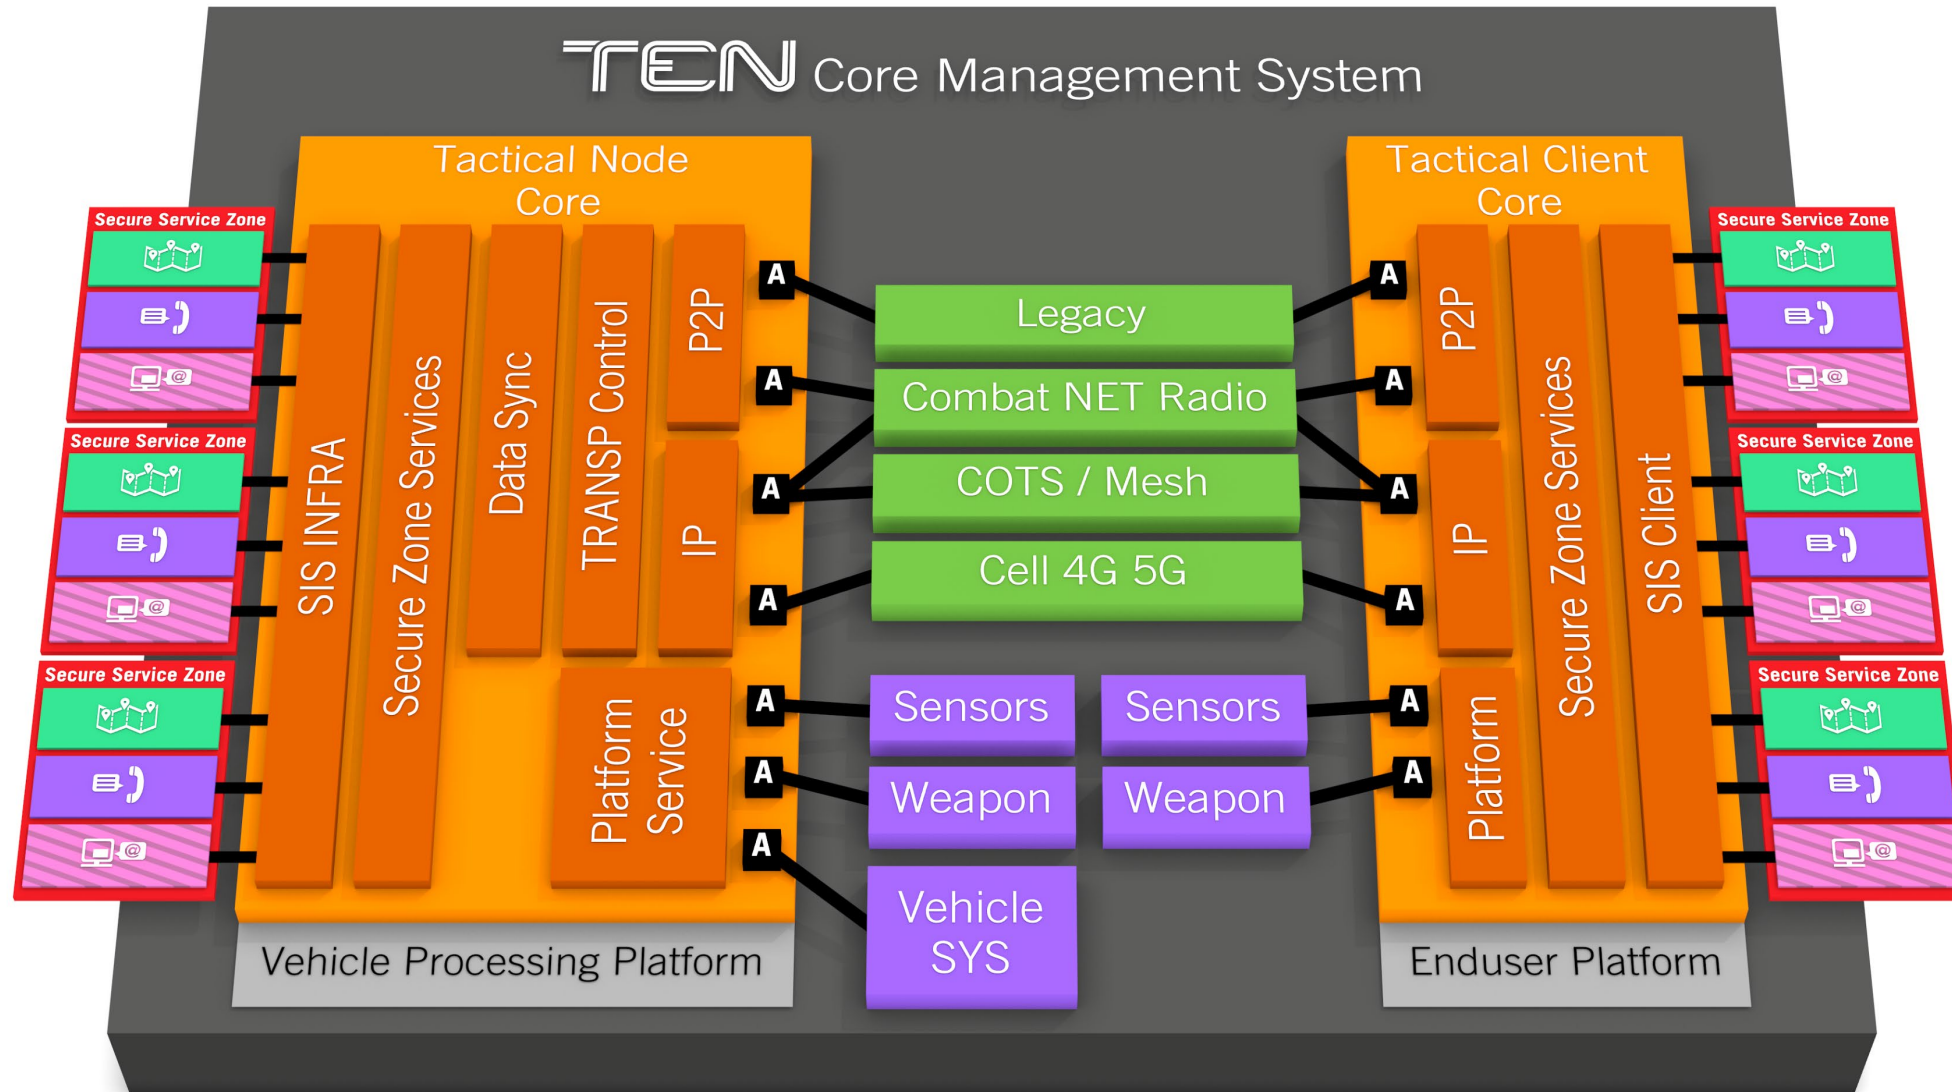 TEN Core Management System
Tactical Node
Core
Tactical Client
Core
Secure Service Zone
@
Secure Service Zone
@
Secure Service Zone
@
SIS INFRA
Secure Zone Services
Data Sync
TRANSP Control
P2P
IP
Platform
Service
A
A
A
A
A
A
A
Legacy
Combat NET Radio
COTS / Mesh
Cell 4G 5G
Sensors
Sensors
Weapon
Weapon
Vehicle
SYS
A
A
A
A
A
A
P2P
IP
Platform
Secure Zone Services
SIS Client
Secure Service Zone
@
Secure Service Zone
@
Secure Service Zone
@
Vehicle Processing Platform
Enduser Platform